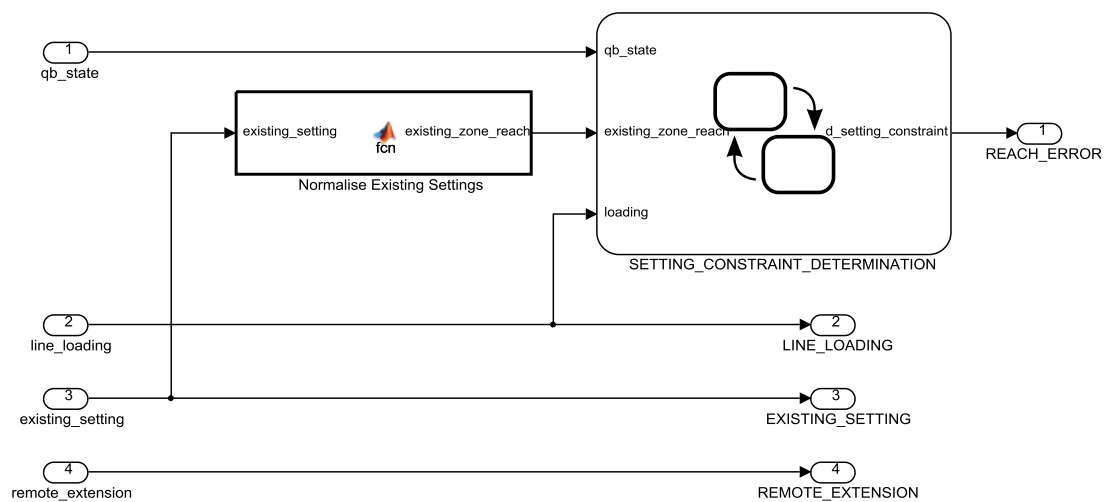 1
qb_state
qb_state
existing_setting
fcn
existing_zone_reach
Normalise Existing Settings
existing_zone_reach
d_setting_constraint
1
REACH_ERROR
loading
SETTING_CONSTRAINT_DETERMINATION
2
line_loading
2
LINE_LOADING
3
existing_setting
3
EXISTING_SETTING
4
remote_extension
4
REMOTE_EXTENSION